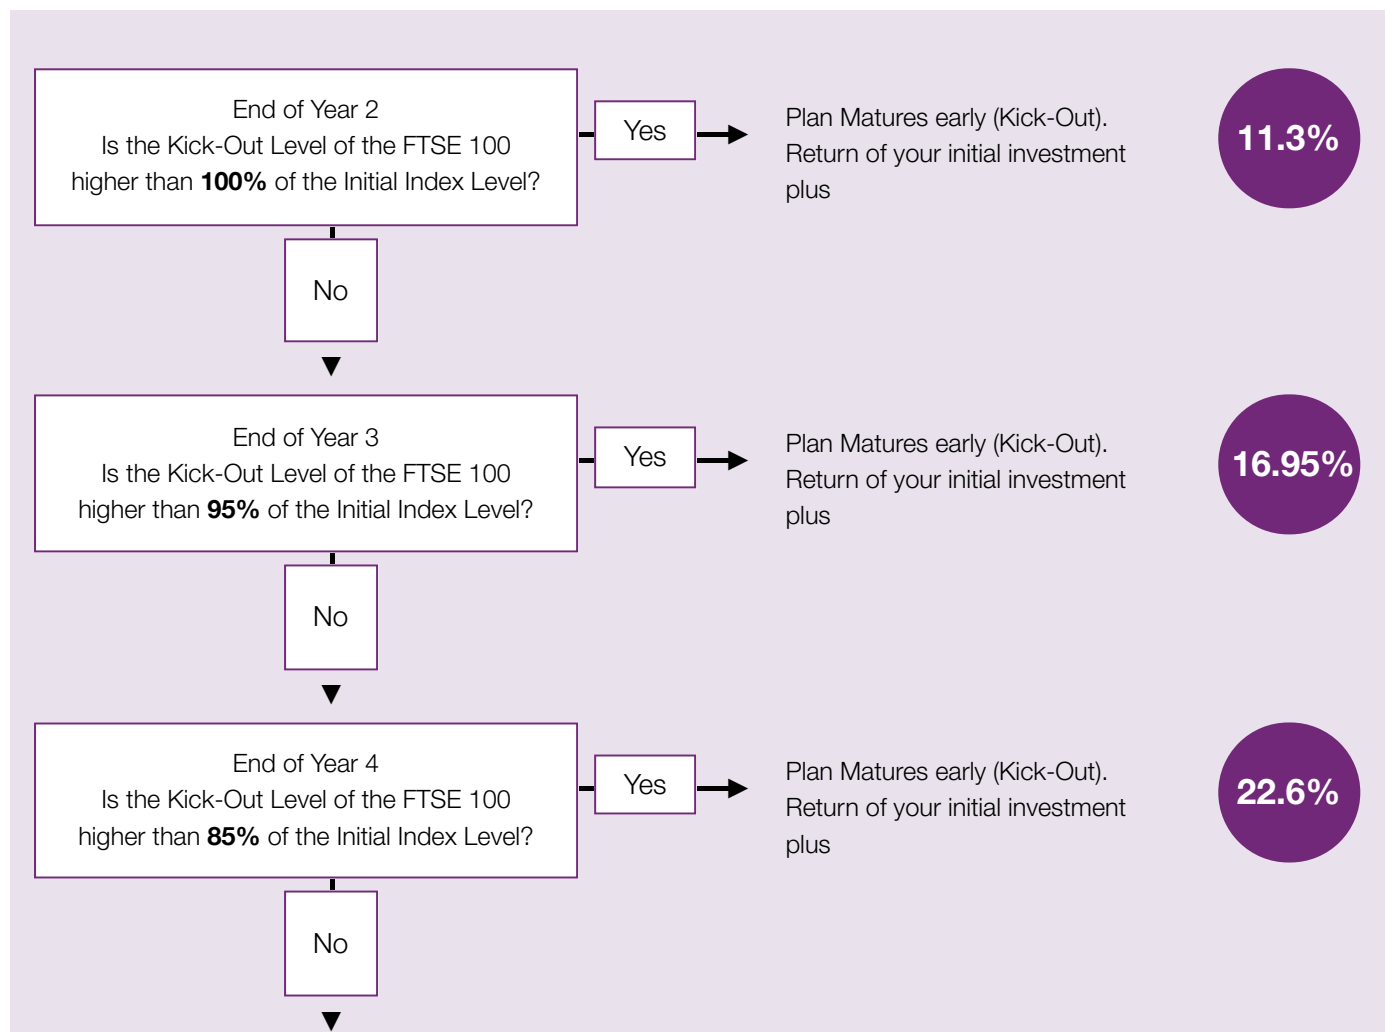 End of Year 2
Is the Kick-Out Level of the FTSE 100
higher than 100% of the Initial Index Level?
Yes
Plan Matures early (Kick-Out).
Return of your initial investment
plus
11.3%
No
End of Year 3
Is the Kick-Out Level of the FTSE 100
higher than 95% of the Initial Index Level?
Yes
Plan Matures early (Kick-Out).
Return of your initial investment
plus
16.95%
No
End of Year 4
Is the Kick-Out Level of the FTSE 100
higher than 85% of the Initial Index Level?
Yes
Plan Matures early (Kick-Out).
Return of your initial investment
plus
22.6%
No